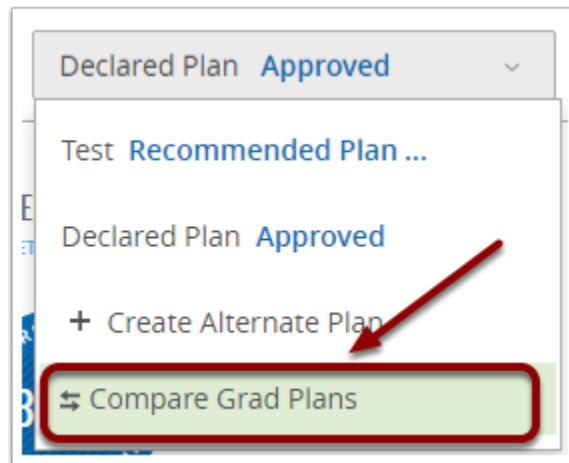 Declared Plan Approved
Test Recommended Plan ...
Declared Plan Approved
+ Create Alternate Plan
Compare Grad Plans